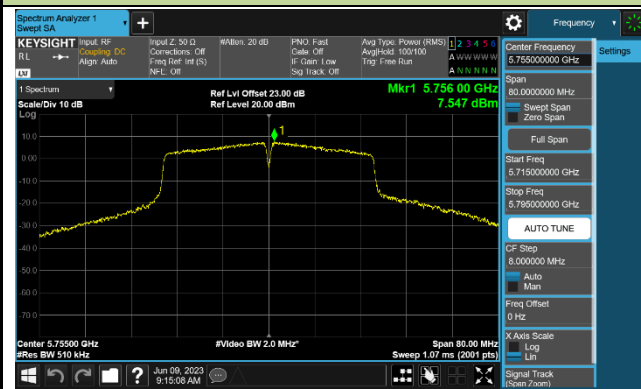 Spectrum Analyzer 1
Swept SA
Frequency
KEYSIGHT
RL
LXI
Input: RF
Coupling: DC
Align: Auto
Input Z: 50 Ω
Corrections: Off
Freq Ref: Int (S)
NFE: Off
#Atten: 20 dB
PNO: Fast
Gate: Off
IF Gain: Low
Sig Track: Off
Avg Type: Power (RMS)
Avg|Hold: 100/100
Trig: Free Run
1 2 3 4 5 6
A W W W W W
A N N N N N
1 Spectrum
Scale/Div 10 dB
Log
Ref Lvl Offset 23.00 dB
Ref Level 20.00 dBm
Mkr1 5.756 00 GHz
7.547 dBm
1
10.0
0.00
-10.0
-20.0
-30.0
-40.0
-50.0
-60.0
-70.0
Center 5.75500 GHz
#Res BW 510 kHz
#Video BW 2.0 MHz*
Span 80.00 MHz
Sweep 1.07 ms (2001 pts)
Jun 09, 2023
9:15:08 AM
Center Frequency
5.755000000 GHz
Span
80.0000000 MHz
Swept Span
Zero Span
Full Span
Start Freq
5.715000000 GHz
Stop Freq
5.795000000 GHz
AUTO TUNE
CF Step
8.000000 MHz
Auto
Man
Freq Offset
0 Hz
X Axis Scale
Log
Lin
Signal Track
(Span Zoom)
Settings